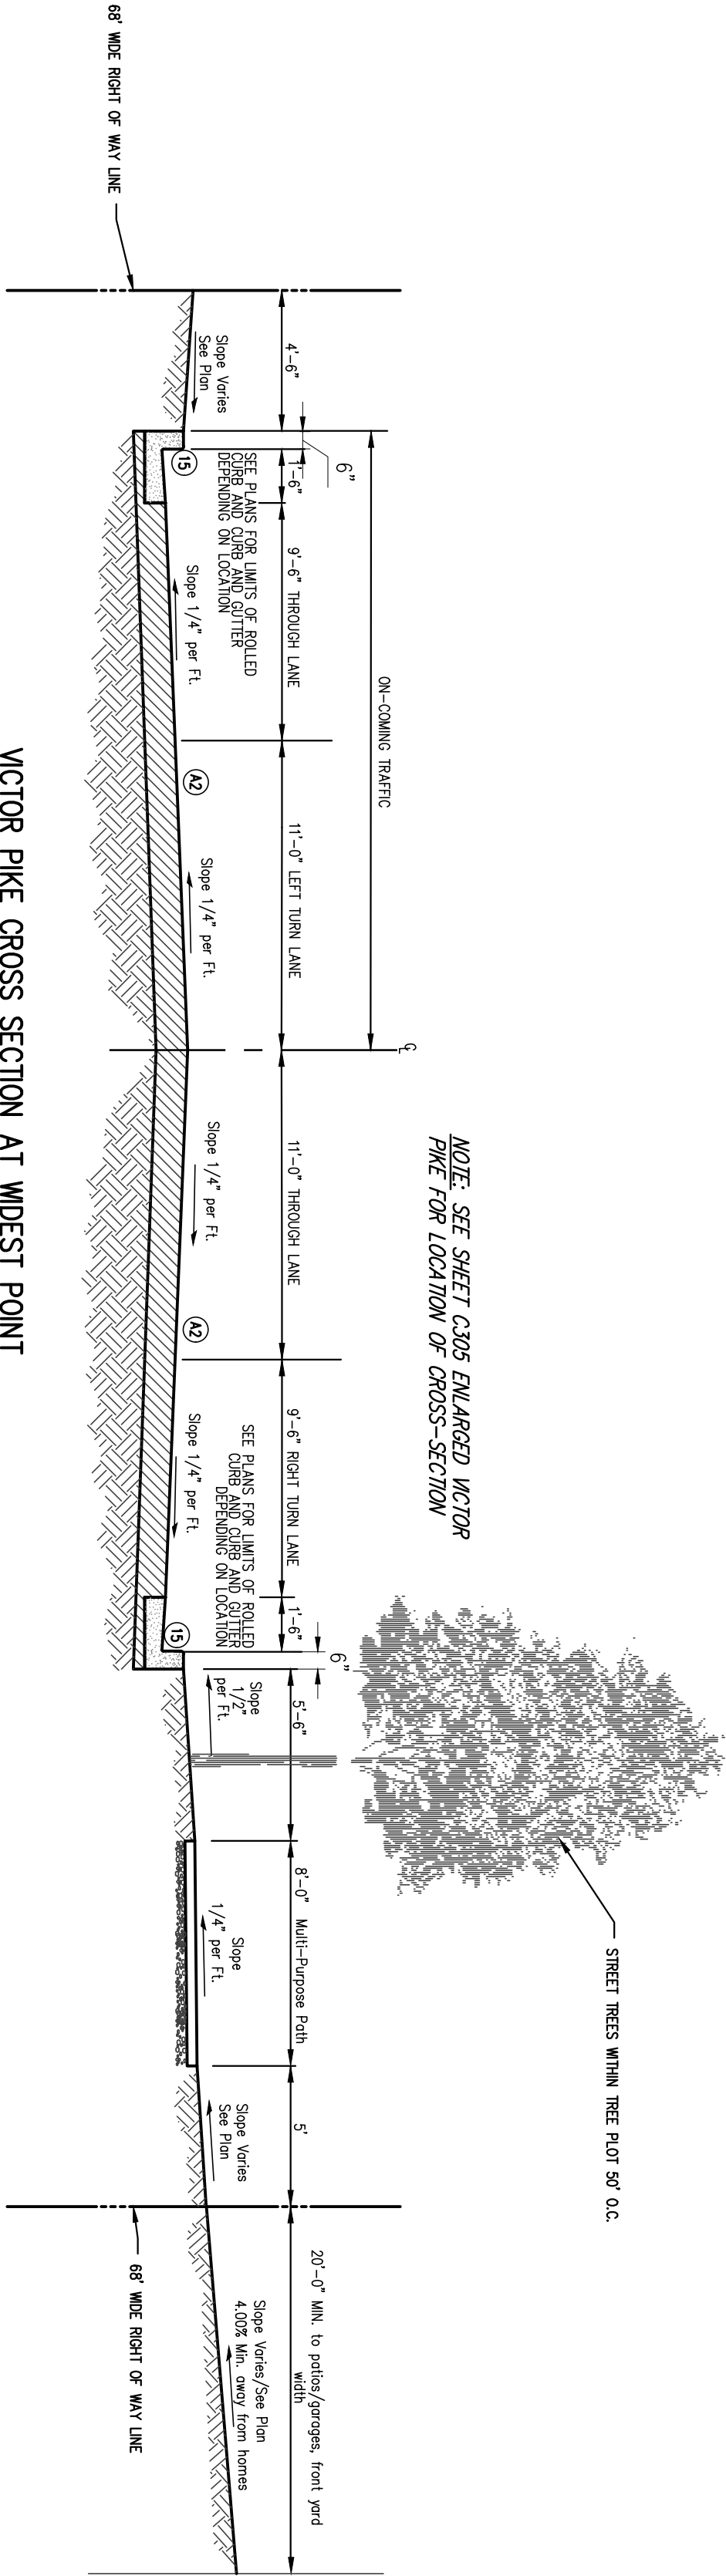 NOTE: SEE SHEET C305 ENLARGED VICTOR
PIKE FOR LOCATION OF CROSS-SECTION
STREET TREES WITHIN TREE PLOT 50' O.C.
68' WIDE RIGHT OF WAY LINE
ON-COMING TRAFFIC
CL
4'-6"
6"
1'-6"
9'-6" THROUGH LANE
11'-0" LEFT TURN LANE
11'-0" THROUGH LANE
9'-6" RIGHT TURN LANE
1'-6"
6"
5'-6"
8'-0" Multi-Purpose Path
5'
20'-0" MIN. to patios/garages, front yard
width
SEE PLANS FOR LIMITS OF ROLLED
CURB AND CURB AND GUTTER
DEPENDING ON LOCATION
SEE PLANS FOR LIMITS OF ROLLED
CURB AND CURB AND GUTTER
DEPENDING ON LOCATION
Slope Varies
See Plan
15
Slope 1/4" per Ft.
A2
Slope 1/4" per Ft.
Slope 1/4" per Ft.
A2
Slope 1/4" per Ft.
15
Slope
1/2"
per Ft.
Slope
1/4" per Ft.
Slope Varies
See Plan
Slope Varies/See Plan
4.00% Min. away from homes
68' WIDE RIGHT OF WAY LINE
VICTOR PIKE CROSS SECTION AT WIDEST POINT